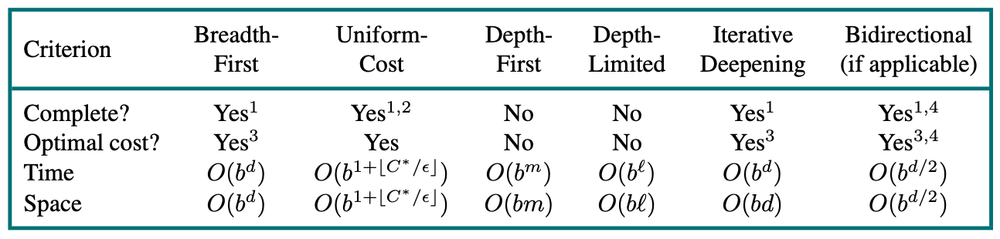 Criterion Breadth-First Uniform-Cost Depth-First Depth-Limited Iterative Deepening Bidirectional (if applicable)
Complete? Yes¹ Yes¹,² No No Yes¹ Yes¹,⁴
Optimal cost? Yes³ Yes No No Yes³ Yes³,⁴
Time O(b^d) O(b^{1+⌊C*/ϵ⌋}) O(b^m) O(b^ℓ) O(b^d) O(b^{d/2})
Space O(b^d) O(b^{1+⌊C*/ϵ⌋}) O(bm) O(bℓ) O(bd) O(b^{d/2})